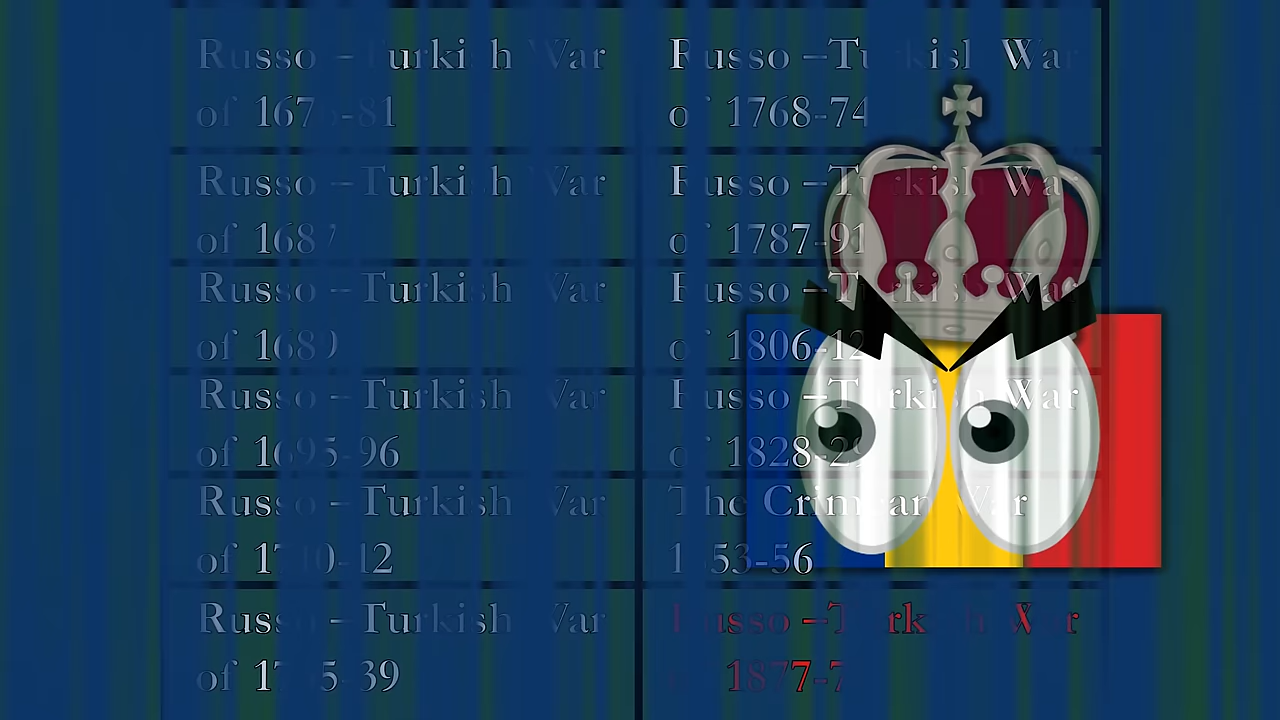 Russo – Turkish War
of 1676-81
Russo – Turkish War
of 1687
Russo – Turkish War
of 1689
Russo – Turkish War
of 1695-96
Russo – Turkish War
of 1710-12
Russo – Turkish War
of 1735-39
Russo –Turkish War
of 1768-74
Russo –Turkish War
of 1787-91
Russo –Turkish War
of 1806-12
Russo –Turkish War
of 1828-29
The Crimean War
1853-56
Russo –Turkish War
of 1877-78